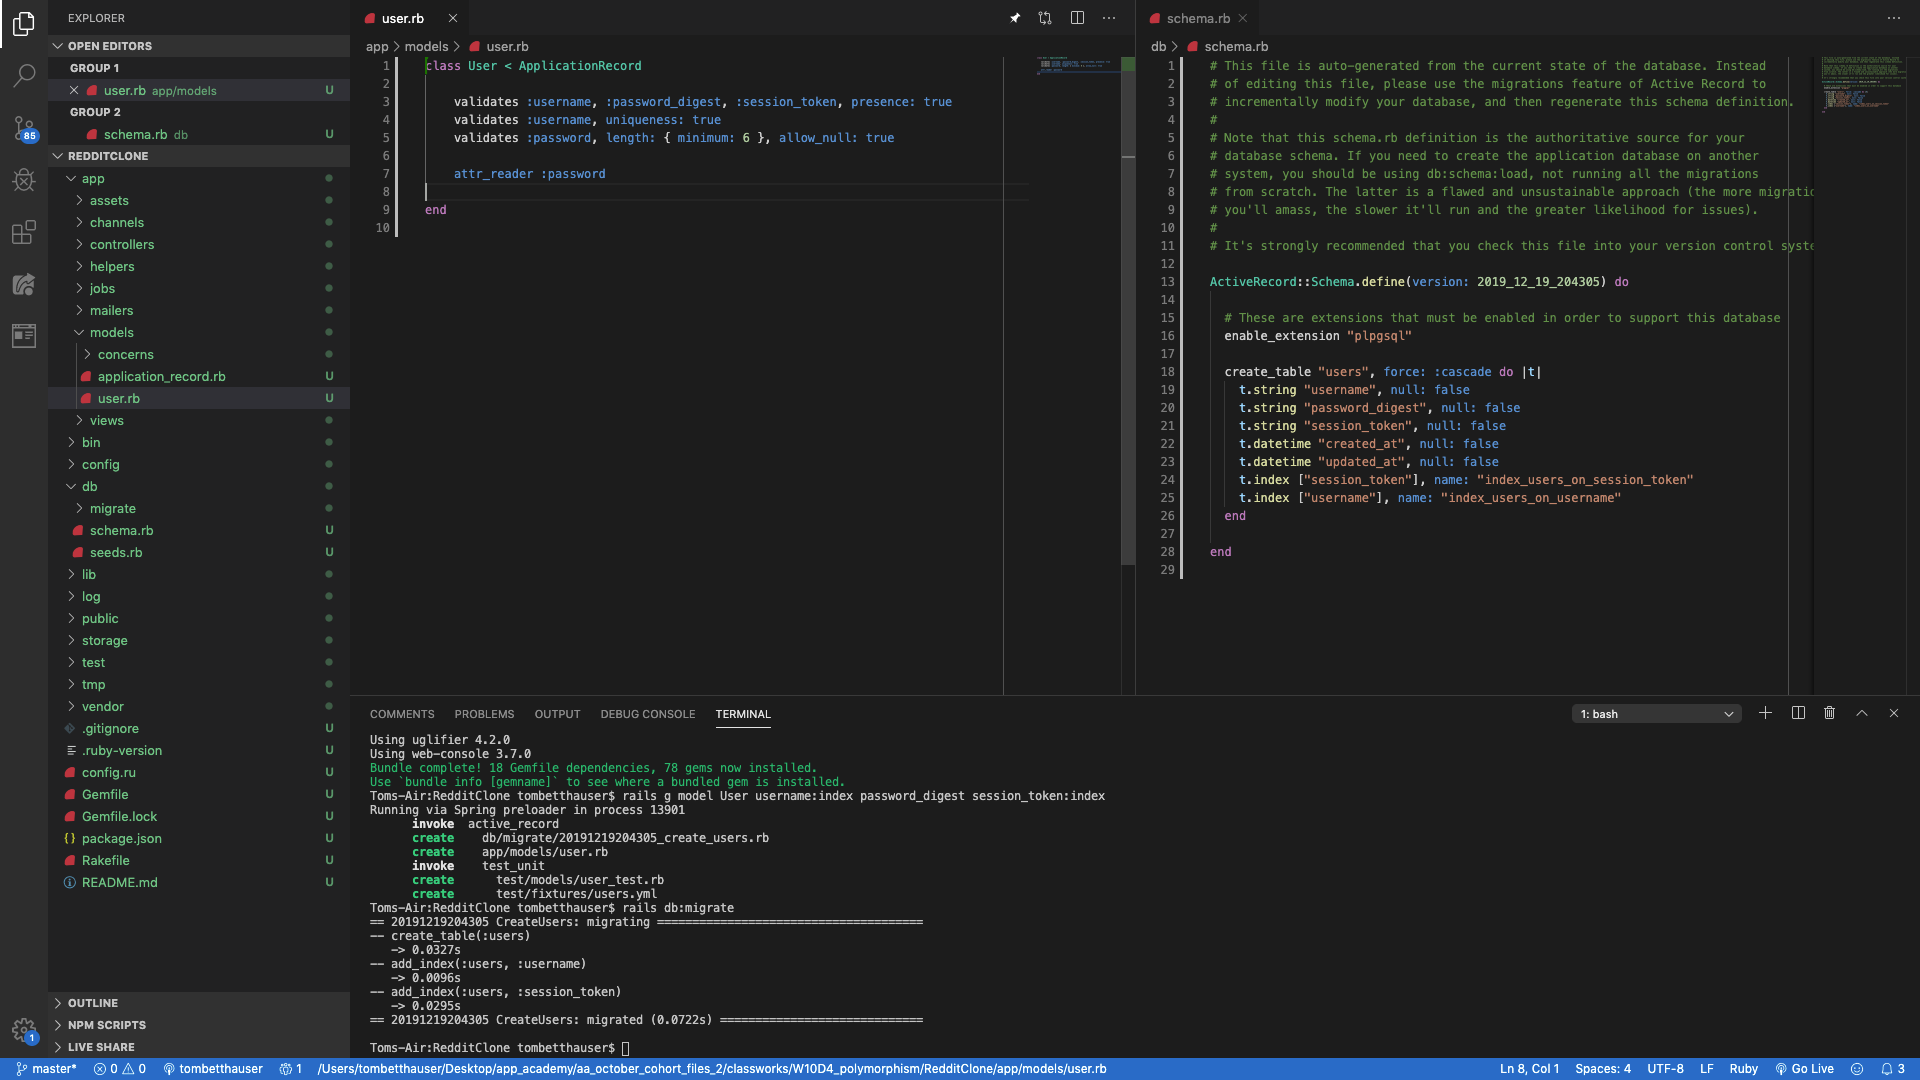 EXPLORER
OPEN EDITORS
GROUP 1
user.rb app/models U
GROUP 2
schema.rb db U
85
REDDITCLONE
app
assets
channels
controllers
helpers
jobs
mailers
models
concerns
application_record.rb U
user.rb U
views
bin
config
db
migrate
schema.rb U
seeds.rb U
lib
log
public
storage
test
tmp
vendor
.gitignore U
.ruby-version U
config.ru U
Gemfile U
Gemfile.lock U
package.json U
Rakefile U
README.md U
OUTLINE
NPM SCRIPTS
LIVE SHARE
1
user.rb
app > models > user.rb
1 class User < ApplicationRecord
2
3 validates :username, :password_digest, :session_token, presence: true
4 validates :username, uniqueness: true
5 validates :password, length: { minimum: 6 }, allow_null: true
6
7 attr_reader :password
8
9 end
10
schema.rb
db > schema.rb
1 # This file is auto-generated from the current state of the database. Instead
2 # of editing this file, please use the migrations feature of Active Record to
3 # incrementally modify your database, and then regenerate this schema definition.
4 #
5 # Note that this schema.rb definition is the authoritative source for your
6 # database schema. If you need to create the application database on another
7 # system, you should be using db:schema:load, not running all the migrations
8 # from scratch. The latter is a flawed and unsustainable approach (the more migratio
9 # you'll amass, the slower it'll run and the greater likelihood for issues).
10 #
11 # It's strongly recommended that you check this file into your version control syste
12
13 ActiveRecord::Schema.define(version: 2019_12_19_204305) do
14
15 # These are extensions that must be enabled in order to support this database
16 enable_extension "plpgsql"
17
18 create_table "users", force: :cascade do |t|
19 t.string "username", null: false
20 t.string "password_digest", null: false
21 t.string "session_token", null: false
22 t.datetime "created_at", null: false
23 t.datetime "updated_at", null: false
24 t.index ["session_token"], name: "index_users_on_session_token"
25 t.index ["username"], name: "index_users_on_username"
26 end
27
28 end
29
COMMENTS PROBLEMS OUTPUT DEBUG CONSOLE TERMINAL
1: bash
Using uglifier 4.2.0
Using web-console 3.7.0
Bundle complete! 18 Gemfile dependencies, 78 gems now installed.
Use `bundle info [gemname]` to see where a bundled gem is installed.
Toms-Air:RedditClone tombetthauser$ rails g model User username:index password_digest session_token:index
Running via Spring preloader in process 13901
invoke active_record
create db/migrate/20191219204305_create_users.rb
create app/models/user.rb
invoke test_unit
create test/models/user_test.rb
create test/fixtures/users.yml
Toms-Air:RedditClone tombetthauser$ rails db:migrate
== 20191219204305 CreateUsers: migrating ======================================
-- create_table(:users)
-> 0.0327s
-- add_index(:users, :username)
-> 0.0096s
-- add_index(:users, :session_token)
-> 0.0295s
== 20191219204305 CreateUsers: migrated (0.0722s) =============================
Toms-Air:RedditClone tombetthauser$
master* 0 0 tombetthauser 1 /Users/tombetthauser/Desktop/app_academy/aa_october_cohort_files_2/classworks/W10D4_polymorphism/RedditClone/app/models/user.rb
Ln 8, Col 1 Spaces: 4 UTF-8 LF Ruby Go Live 3